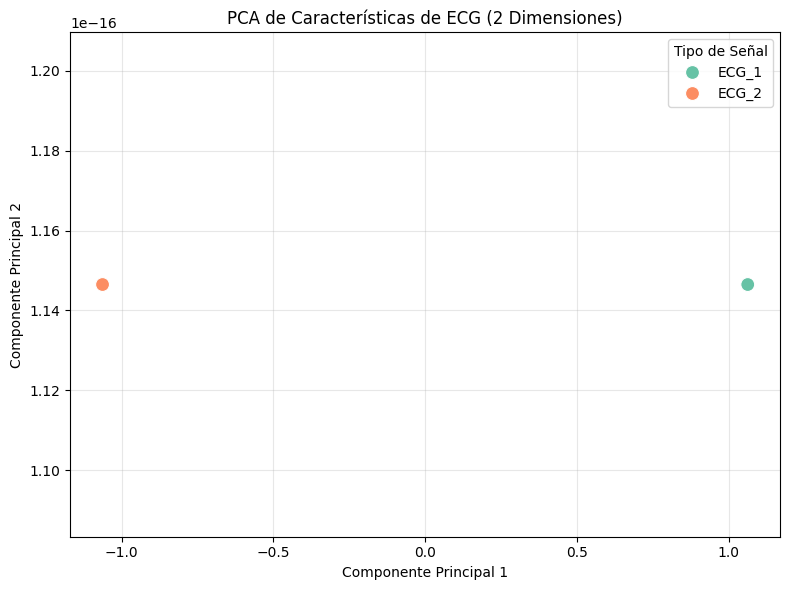 PCA de Características de ECG (2 Dimensiones)
1e−16
Tipo de Señal
ECG_1
ECG_2
1.20
1.18
1.16
1.14
1.12
1.10
Componente Principal 2
−1.0
−0.5
0.0
0.5
1.0
Componente Principal 1